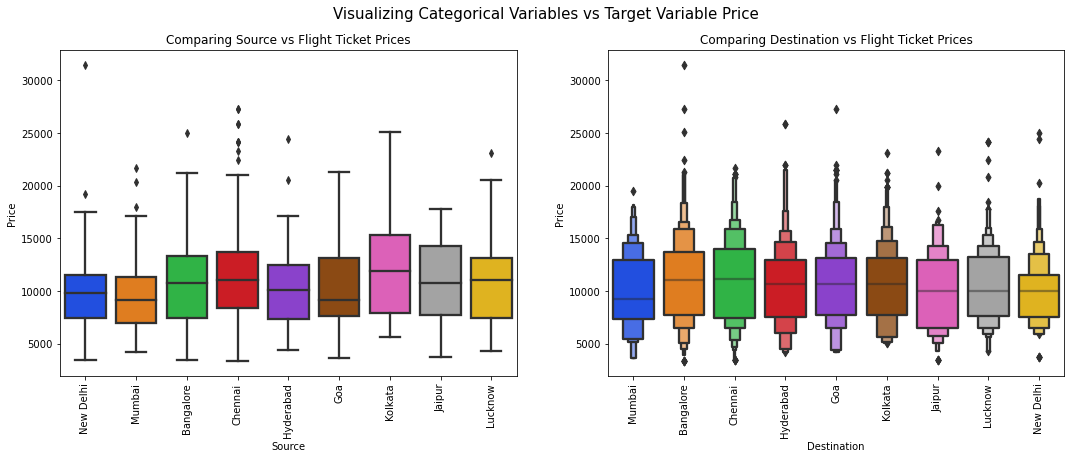 Visualizing Categorical Variables vs Target Variable Price
Comparing Source vs Flight Ticket Prices
Price
30000
25000
20000
15000
10000
5000
New Delhi
Mumbai
Bangalore
Chennai
Hyderabad
Goa
Kolkata
Jaipur
Lucknow
Source
Comparing Destination vs Flight Ticket Prices
Price
30000
25000
20000
15000
10000
5000
Mumbai
Bangalore
Chennai
Hyderabad
Goa
Kolkata
Jaipur
Lucknow
New Delhi
Destination